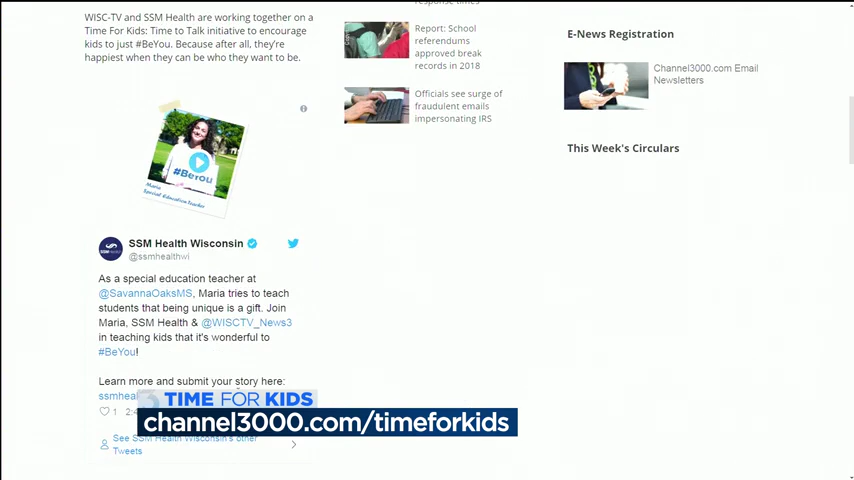 WISC-TV and SSM Health are working together on a
Time For Kids: Time to Talk initiative to encourage
kids to just #BeYou. Because after all, they're
happiest when they can be who they want to be.
#BeYou
Maria
Special Education Teacher
SSM Health Wisconsin
@ssmhealthwi
As a special education teacher at
@SavannaOaksMS, Maria tries to teach
students that being unique is a gift. Join
Maria, SSM Health & @WISCTV_News3
in teaching kids that it's wonderful to
#BeYou!
Learn more and submit your story here:
1
See SSM Health Wisconsin's other
Tweets
response times
Report: School
referendums
approved break
records in 2018
Officials see surge of
fraudulent emails
impersonating IRS
E-News Registration
Channel3000.com Email
Newsletters
This Week's Circulars
TIME FOR KIDS
channel3000.com/timeforkids